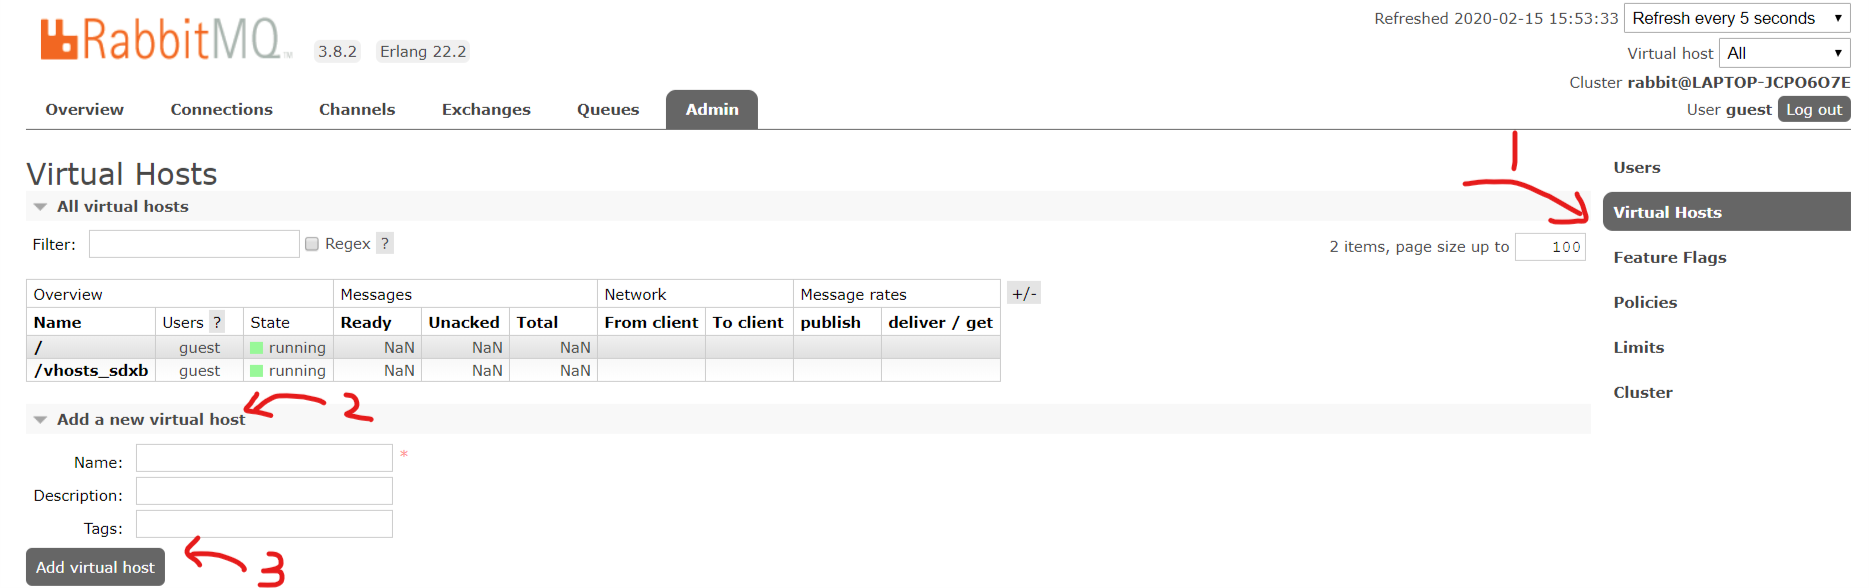 Refreshed 2020-02-15 15:53:33 Refresh every 5 seconds
RabbitMQ TM 3.8.2 Erlang 22.2
Virtual host All
Cluster rabbit@LAPTOP-JCPO6O7E
User guest Log out
Overview Connections Channels Exchanges Queues Admin
1
Users
Virtual Hosts
Feature Flags
Policies
Limits
Cluster
Virtual Hosts
All virtual hosts
Filter: Regex ? 2 items, page size up to 100
Overview Messages Network Message rates +/-
Name Users ? State Ready Unacked Total From client To client publish deliver / get
/ guest running NaN NaN NaN
/vhosts_sdxb guest running NaN NaN NaN
2
Add a new virtual host
Name: *
Description:
Tags:
3
Add virtual host